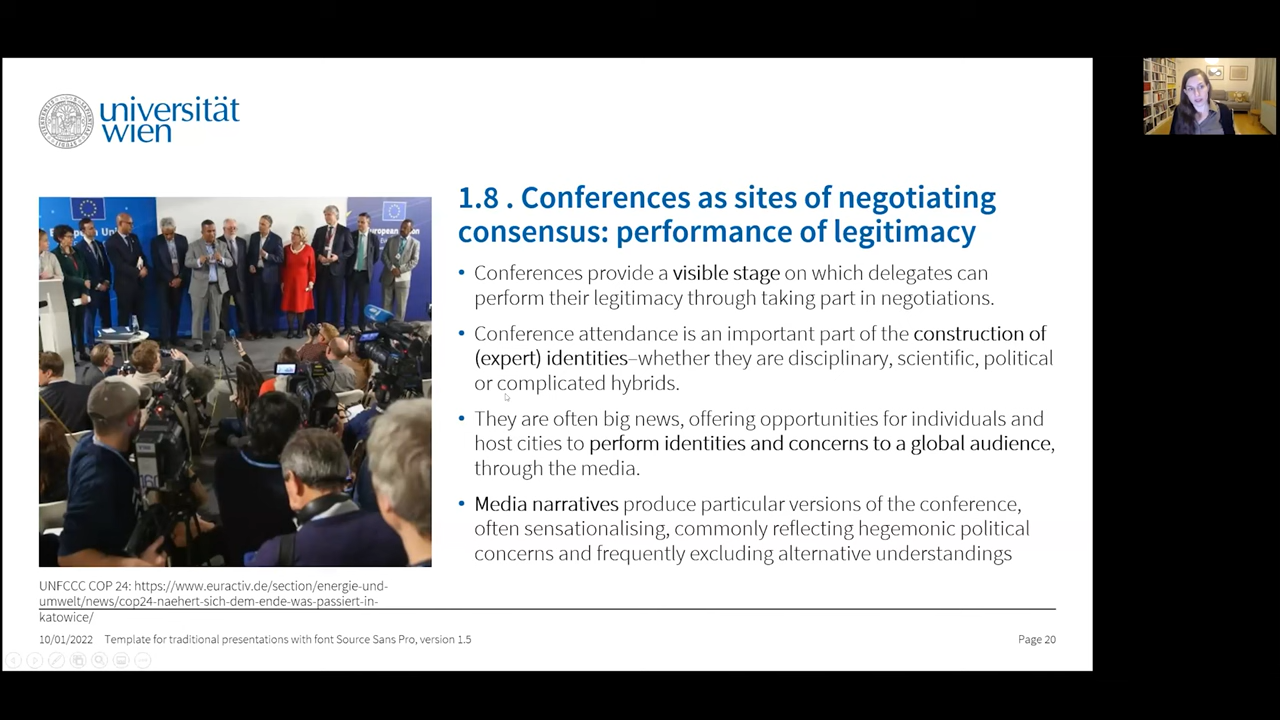 universität
wien
1.8 . Conferences as sites of negotiating
consensus: performance of legitimacy
• Conferences provide a visible stage on which delegates can
perform their legitimacy through taking part in negotiations.
• Conference attendance is an important part of the construction of
(expert) identities–whether they are disciplinary, scientific, political
or complicated hybrids.
• They are often big news, offering opportunities for individuals and
host cities to perform identities and concerns to a global audience,
through the media.
• Media narratives produce particular versions of the conference,
often sensationalising, commonly reflecting hegemonic political
concerns and frequently excluding alternative understandings
UNFCCC COP 24: https://www.euractiv.de/section/energie-und-
umwelt/news/cop24-naehert-sich-dem-ende-was-passiert-in-
katowice/
10/01/2022 Template for traditional presentations with font Source Sans Pro, version 1.5
Page 20